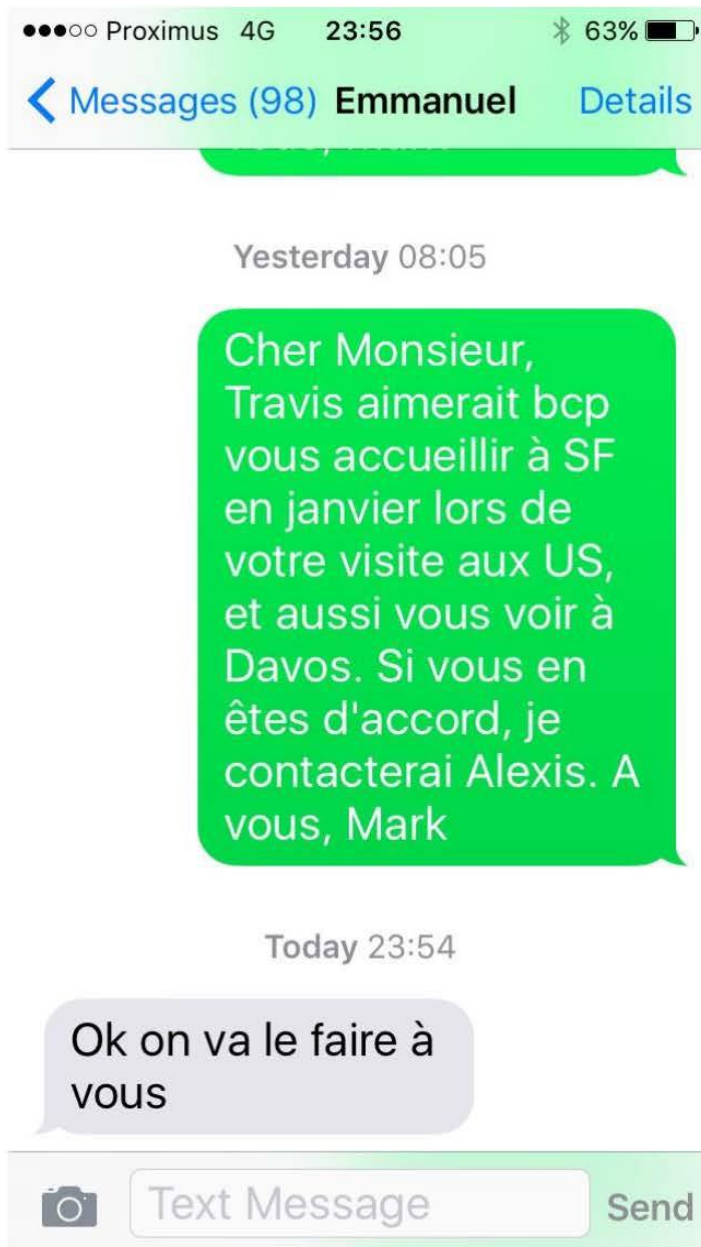 Proximus 4G 23:56 63%
Messages (98) Emmanuel Details
Yesterday 08:05
Cher Monsieur,
Travis aimerait bcp
vous accueillir à SF
en janvier lors de
votre visite aux US,
et aussi vous voir à
Davos. Si vous en
êtes d'accord, je
contacterai Alexis. A
vous, Mark
Today 23:54
Ok on va le faire à
vous
Text Message Send